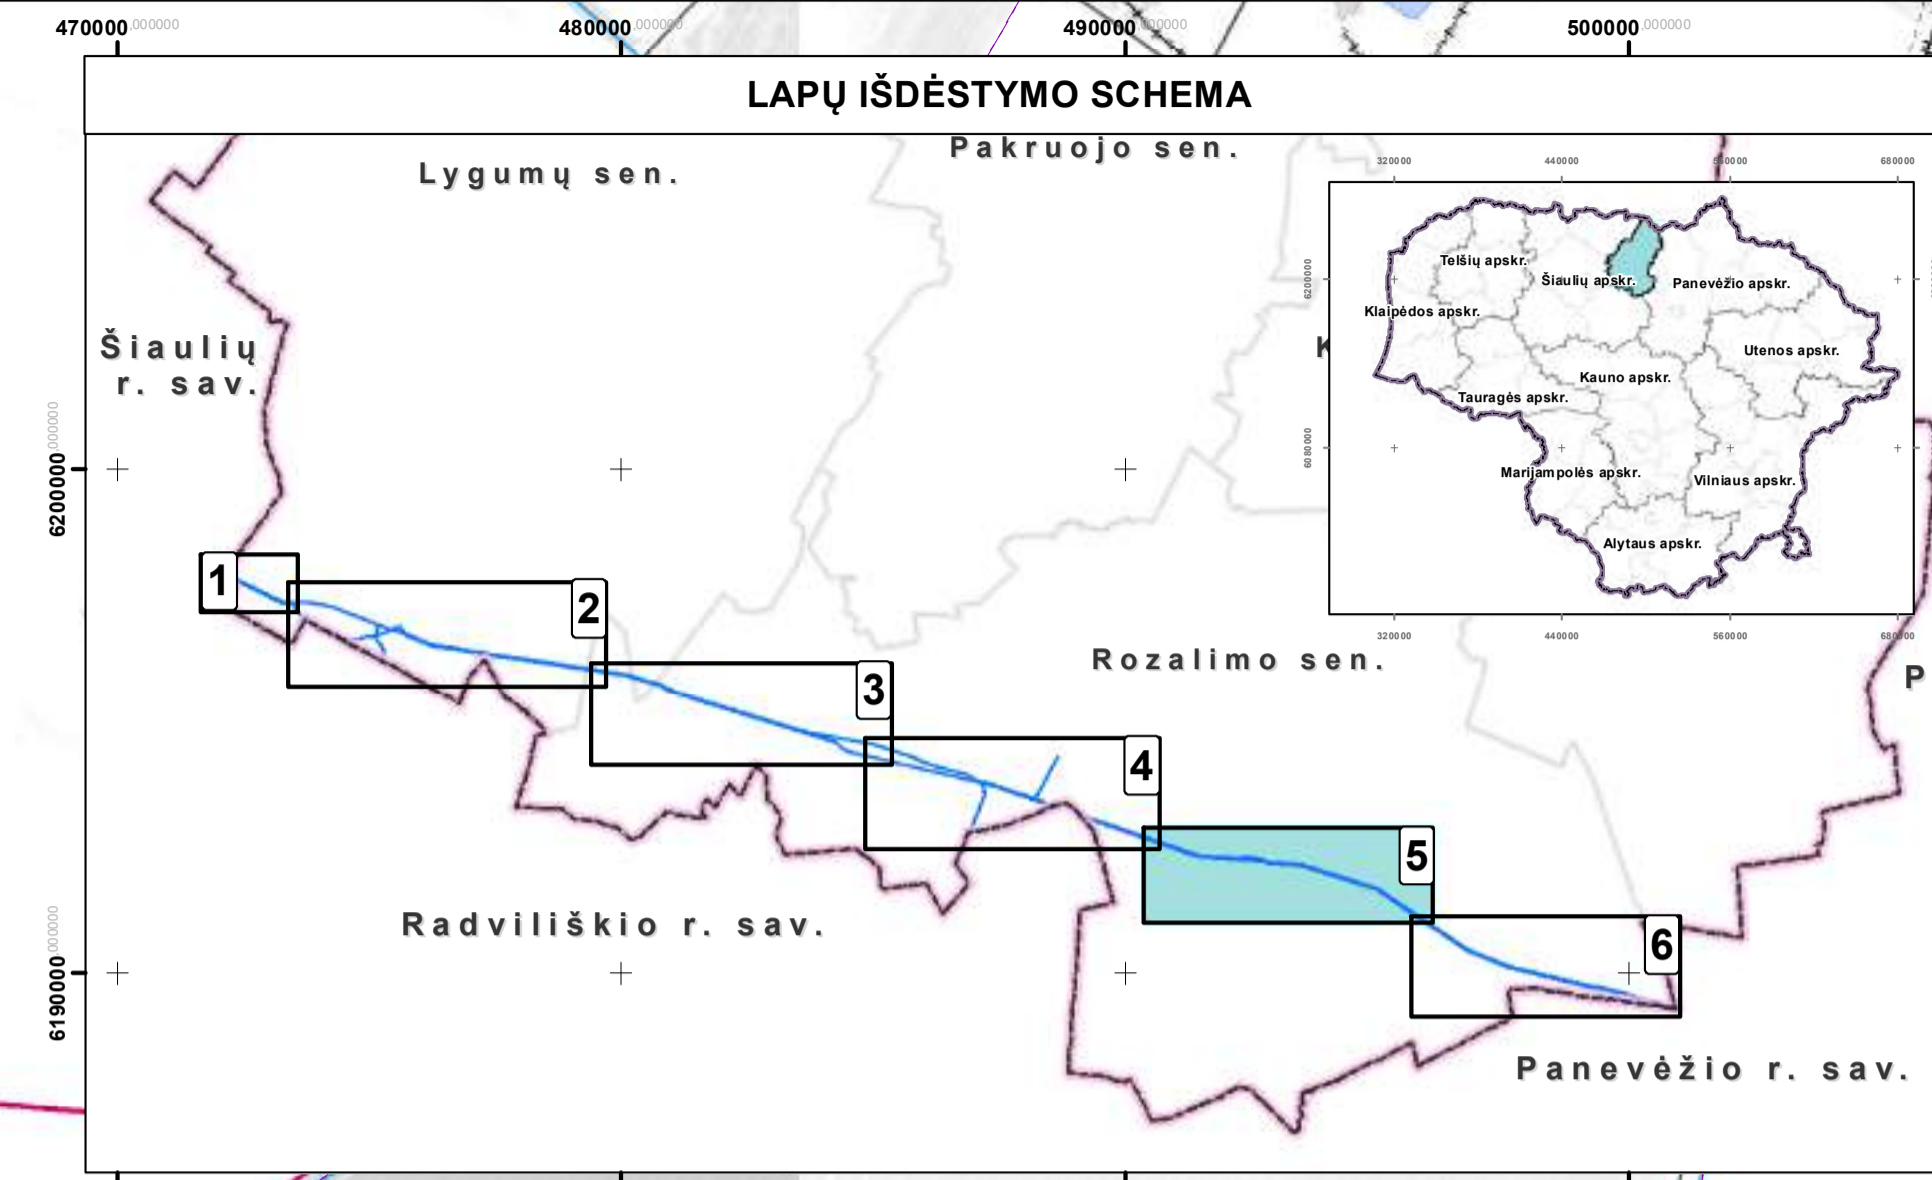 470000.000000 480000.000000 490000.000000 500000.000000
LAPŲ IŠDĖSTYMO SCHEMA
Pakruojo sen.
Lygumų sen.
320000 440000 560000 680000
Telšių apskr.
Šiaulių apskr.
Panevėžio apskr.
6200000
Klaipėdos apskr.
Šiaulių
r. sav.
K
Utenos apskr.
Kauno apskr.
Tauragės apskr.
6080000
6200000.000000
Marijampolės apskr.
Vilniaus apskr.
Alytaus apskr.
320000 440000 560000 680000
1
2
Rozalimo sen.
P
3
4
5
Radviliškio r. sav.
6
6190000.000000
Panevėžio r. sav.